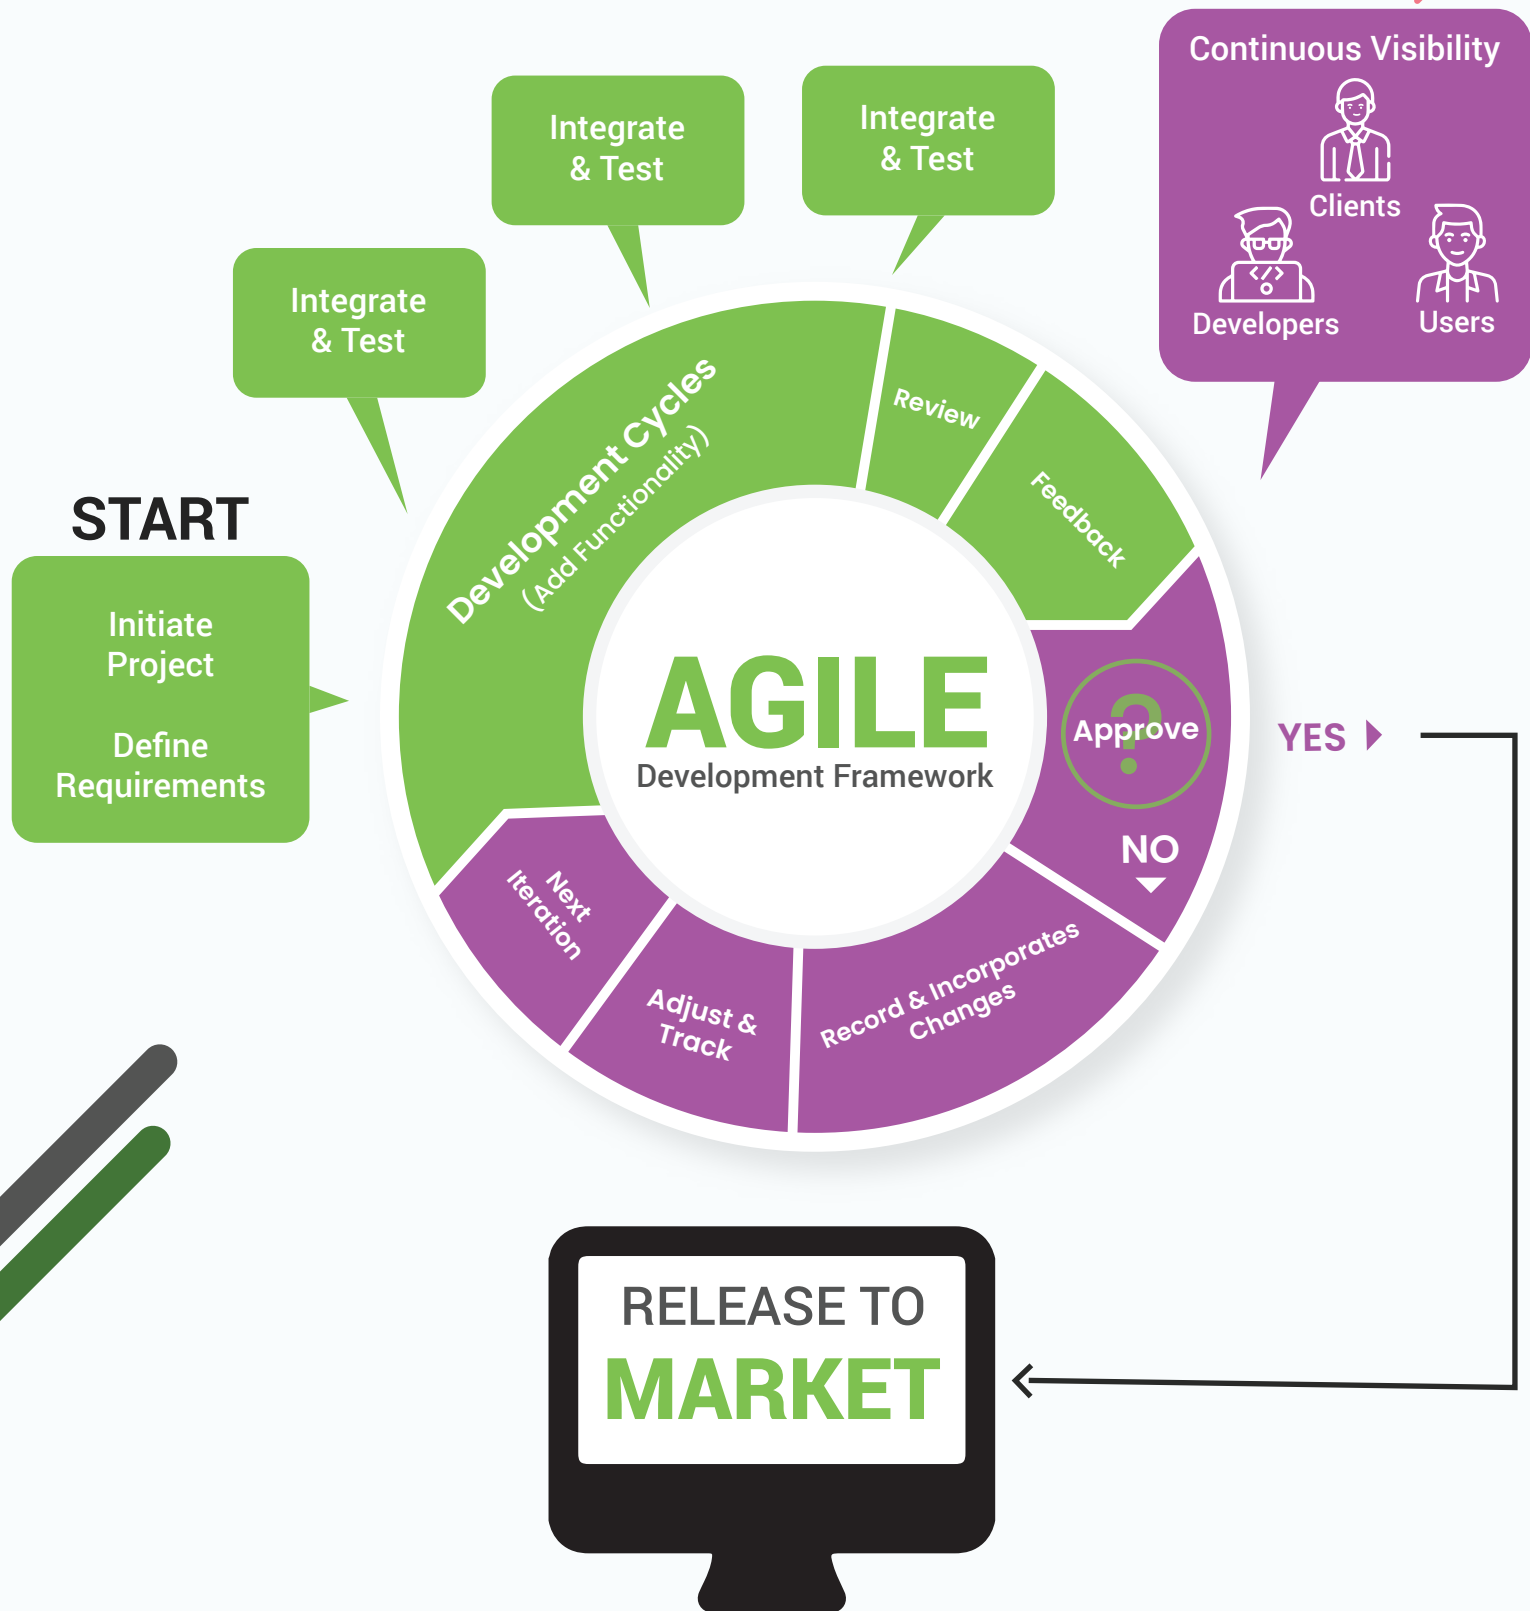 Continuous Visibility
Clients
Developers
Users
Integrate
& Test
Integrate
& Test
Integrate
& Test
START
Initiate
Project
Define
Requirements
Development Cycles
(Add Functionality)
Review
Feedback
AGILE
Development Framework
?
Approve
YES
NO
Record & Incorporates
Changes
Adjust &
Track
Next
Iteration
RELEASE TO
MARKET